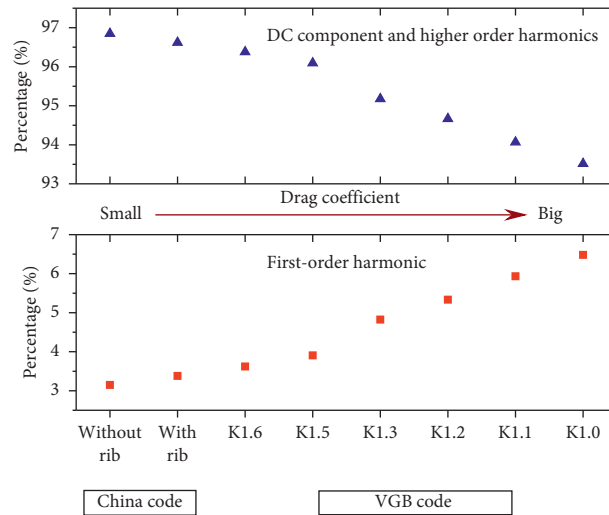 97
96
95
94
93
Percentage (%)
DC component and higher order harmonics
Drag coefficient
Small
Big
7
6
5
4
3
Percentage (%)
First-order harmonic
Without rib
With rib
K1.6
K1.5
K1.3
K1.2
K1.1
K1.0
China code
VGB code